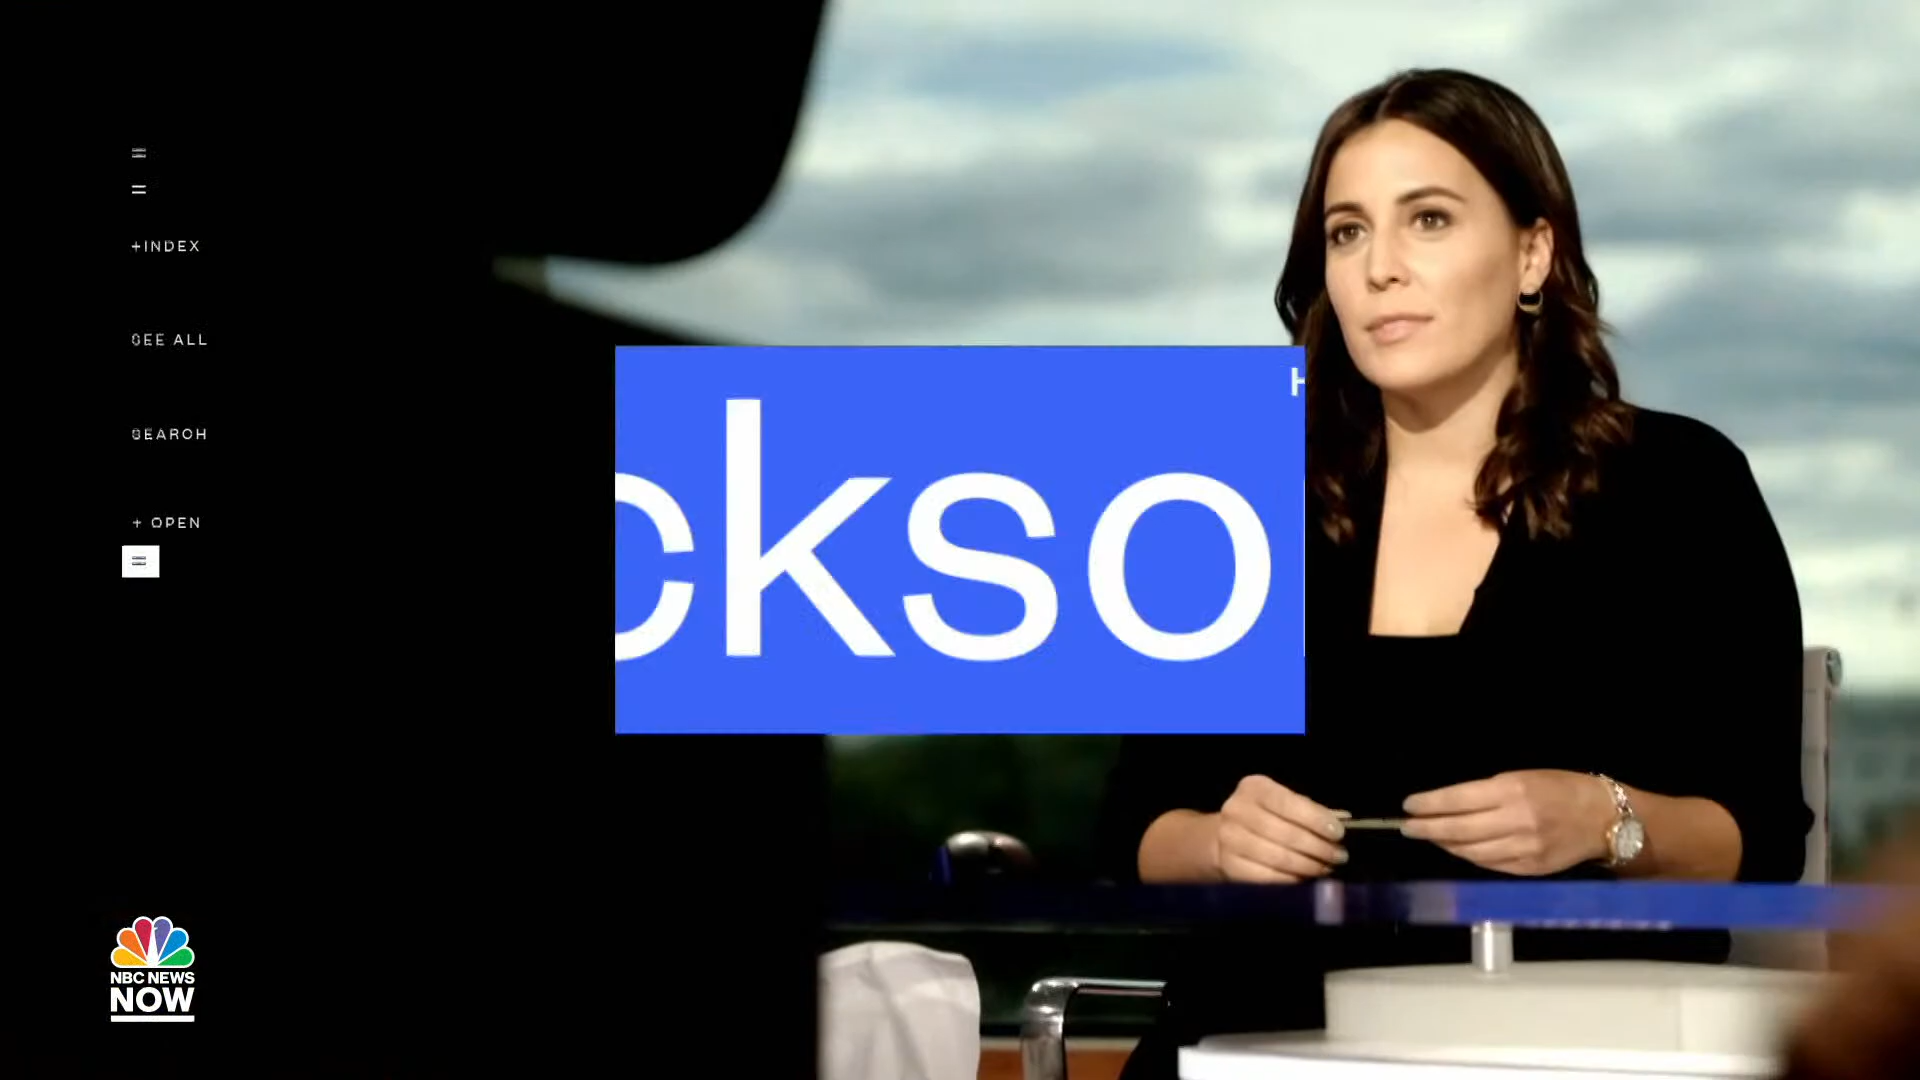 +INDEX
SEE ALL
SEARCH
+ OPEN
H
ckso
NBC NEWS
NOW